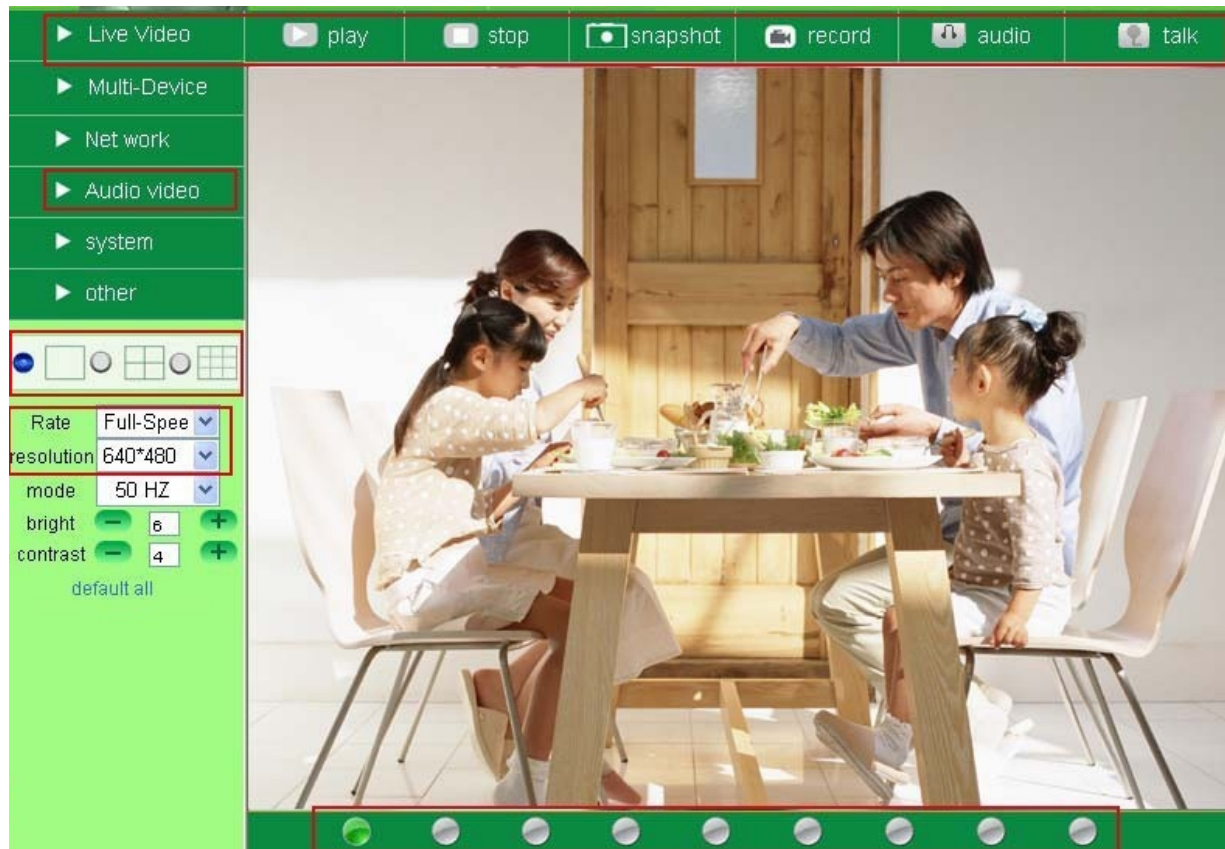 Live Video
play
stop
snapshot
record
audio
talk
Multi-Device
Net work
Audio video
system
other
Rate Full-Spee
resolution 640*480
mode 50 HZ
bright 6
contrast 4
default all